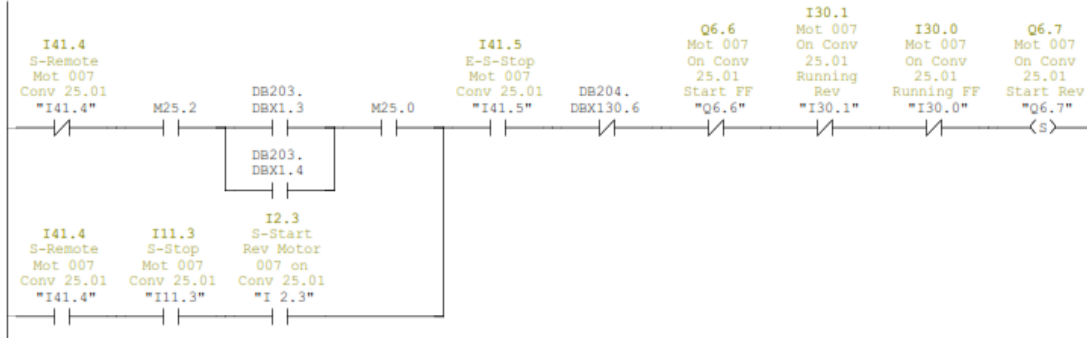 I41.4
S-Remote
Mot 007
Conv 25.01
"I41.4"
M25.2
DB203.
DBX1.3
M25.0
I41.5
E-S-Stop
Mot 007
Conv 25.01
"I41.5"
DB204.
DBX130.6
Q6.6
Mot 007
On Conv
25.01
Start FF
"Q6.6"
I30.1
Mot 007
On Conv
25.01
Running
Rev
"I30.1"
I30.0
Mot 007
On Conv
25.01
Running FF
"I30.0"
Q6.7
Mot 007
On Conv
25.01
Start Rev
"Q6.7"
S
DB203.
DBX1.4
I41.4
S-Remote
Mot 007
Conv 25.01
"I41.4"
I11.3
S-Stop
Mot 007
Conv 25.01
"I11.3"
I2.3
S-Start
Rev Motor
007 on
Conv 25.01
"I 2.3"